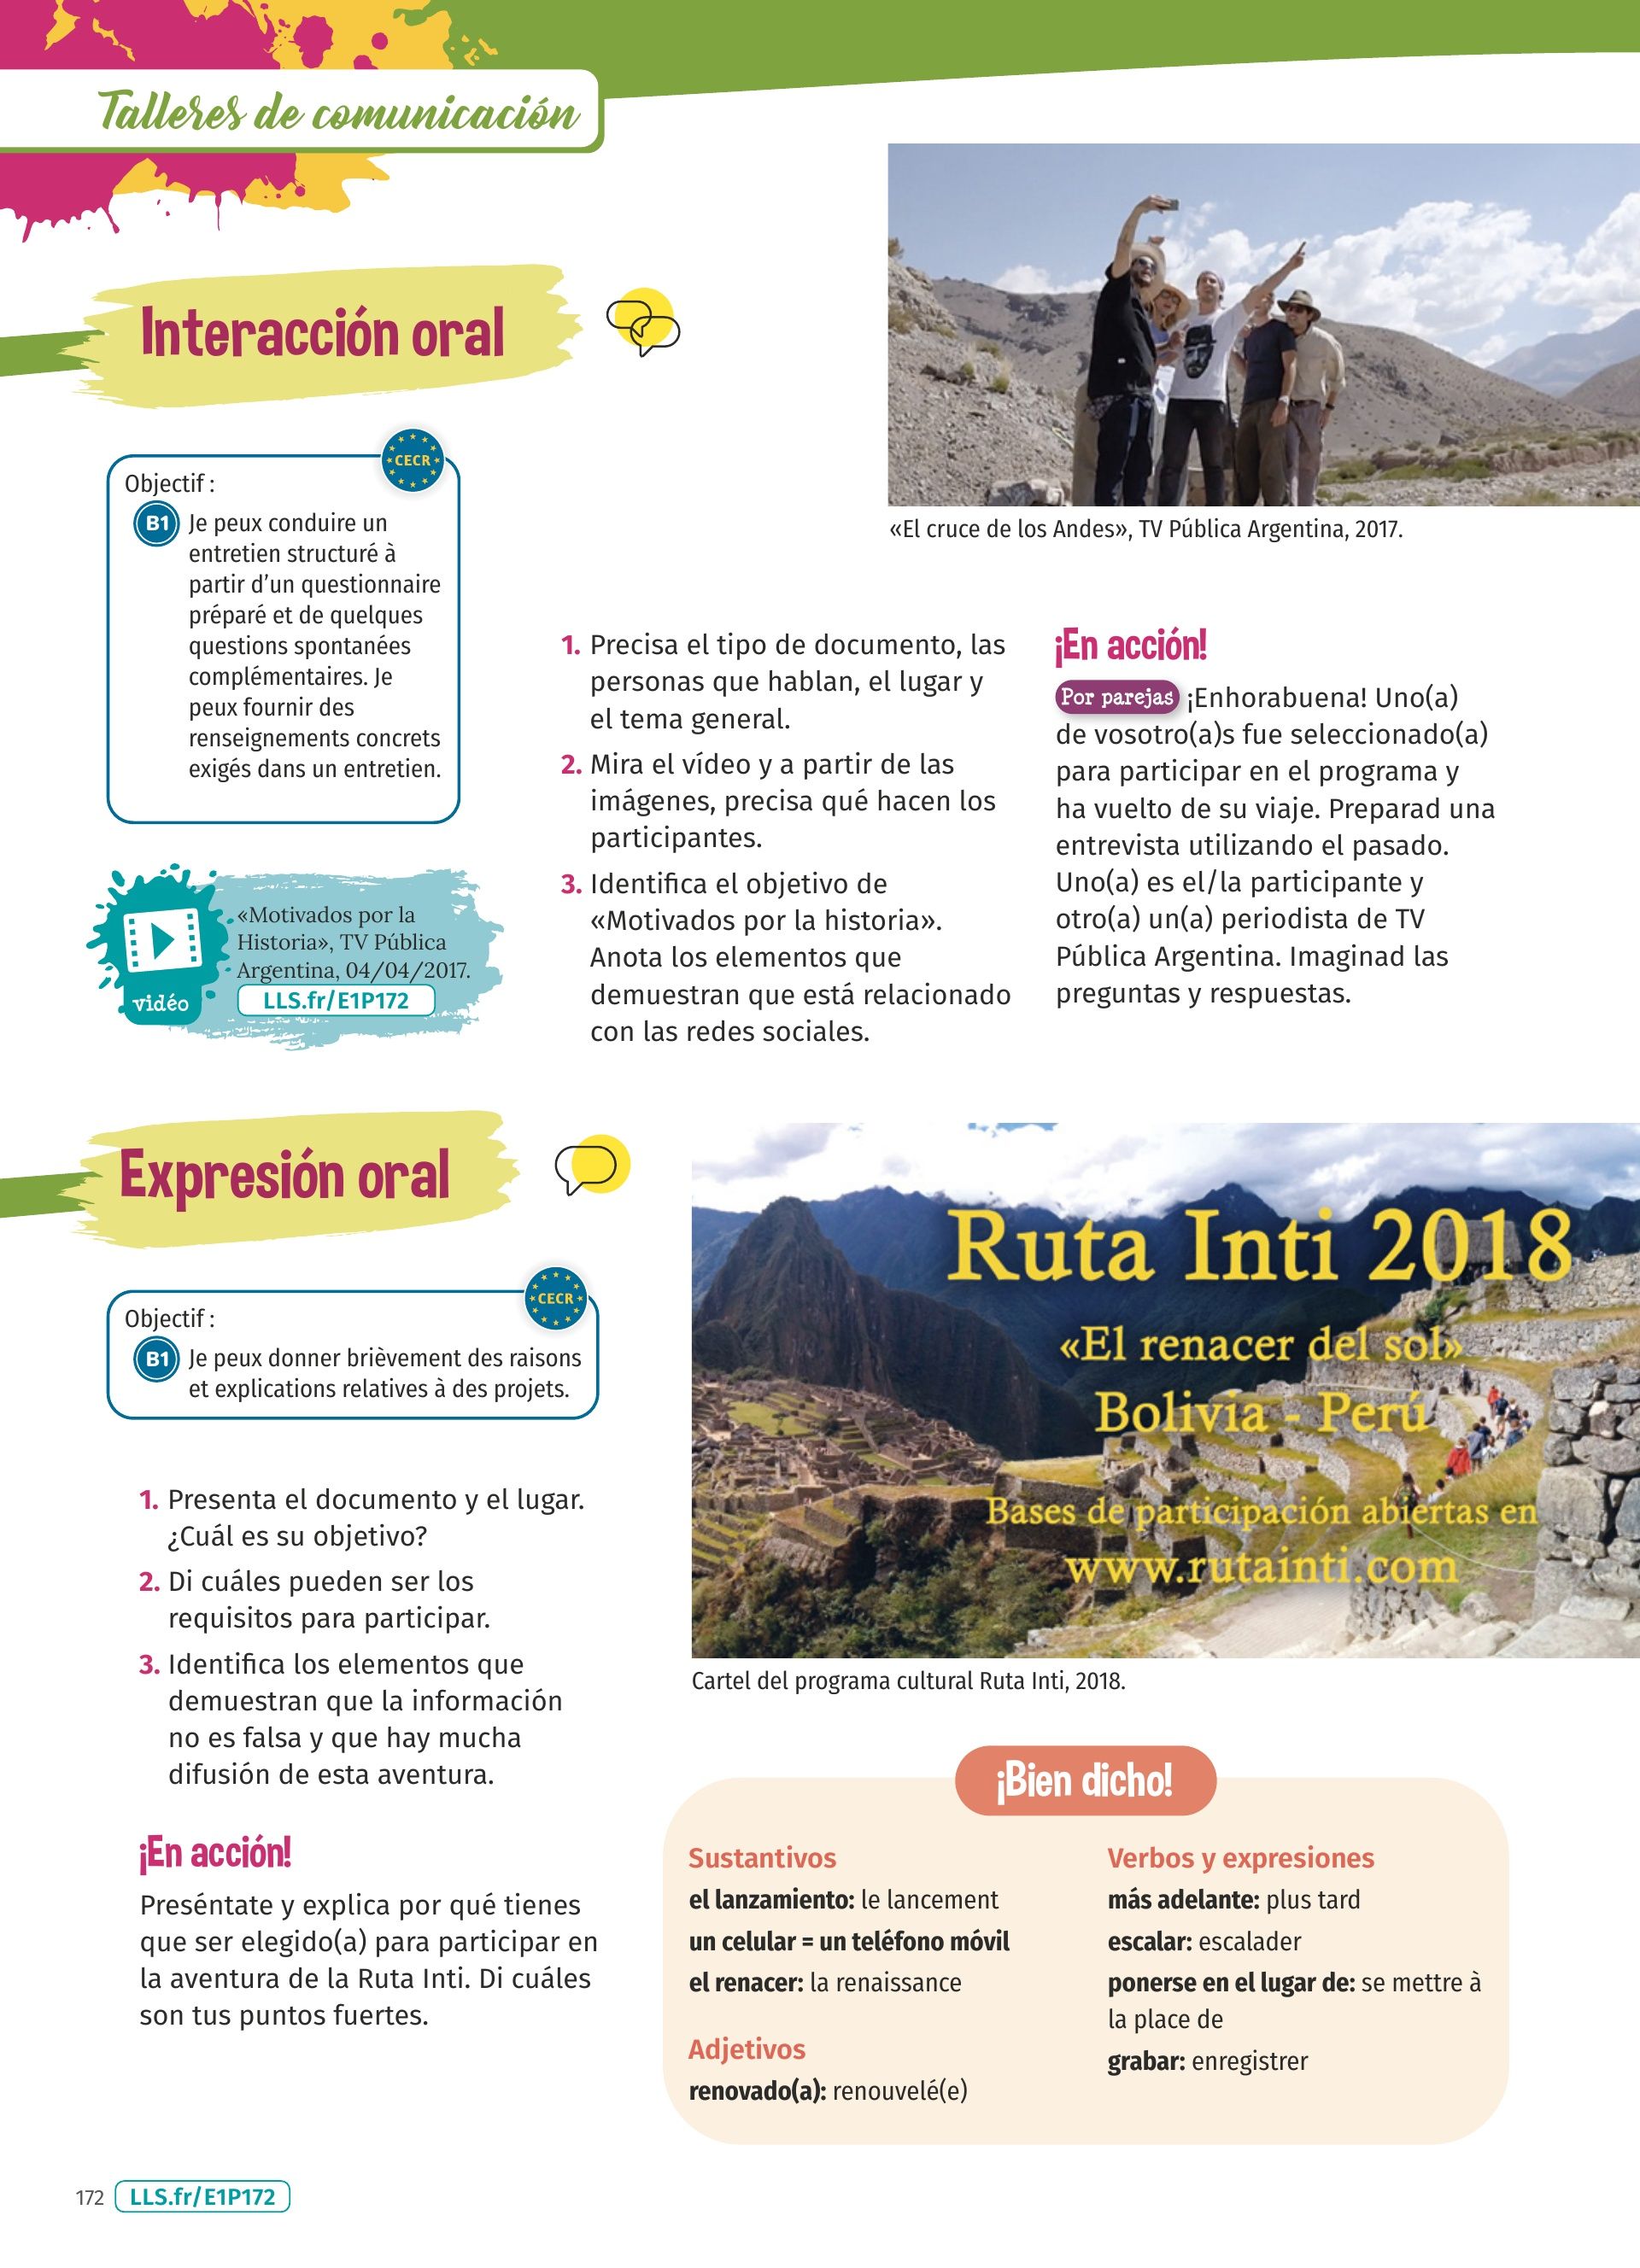 Talleres de comunicación
Interacción oral
CECR
Objectif :
B1 Je peux conduire un
entretien structuré à
partir d'un questionnaire
préparé et de quelques
questions spontanées
complémentaires. Je
peux fournir des
renseignements concrets
exigés dans un entretien.
«Motivados por la
Historia», TV Pública
Argentina, 04/04/2017.
vidéo
LLS.fr/E1P172
«El cruce de los Andes», TV Pública Argentina, 2017.
1. Precisa el tipo de documento, las
personas que hablan, el lugar y
el tema general.
2. Mira el vídeo y a partir de las
imágenes, precisa qué hacen los
participantes.
3. Identifica el objetivo de
«Motivados por la historia».
Anota los elementos que
demuestran que está relacionado
con las redes sociales.
¡En acción!
Por parejas ¡Enhorabuena! Uno(a)
de vosotro(a)s fue seleccionado(a)
para participar en el programa y
ha vuelto de su viaje. Preparad una
entrevista utilizando el pasado.
Uno(a) es el/la participante y
otro(a) un(a) periodista de TV
Pública Argentina. Imaginad las
preguntas y respuestas.
Expresión oral
CECR
Objectif :
B1 Je peux donner brièvement des raisons
et explications relatives à des projets.
1. Presenta el documento y el lugar.
¿Cuál es su objetivo?
2. Di cuáles pueden ser los
requisitos para participar.
3. Identifica los elementos que
demuestran que la información
no es falsa y que hay mucha
difusión de esta aventura.
¡En acción!
Preséntate y explica por qué tienes
que ser elegido(a) para participar en
la aventura de la Ruta Inti. Di cuáles
son tus puntos fuertes.
Ruta Inti 2018
«El renacer del sol»
Bolivia - Perú
Bases de participación abiertas en
www.rutainti.com
Cartel del programa cultural Ruta Inti, 2018.
¡Bien dicho!
Sustantivos
el lanzamiento: le lancement
un celular = un teléfono móvil
el renacer: la renaissance
Adjetivos
renovado(a): renouvelé(e)
Verbos y expresiones
más adelante: plus tard
escalar: escalader
ponerse en el lugar de: se mettre à
la place de
grabar: enregistrer
172 LLS.fr/E1P172